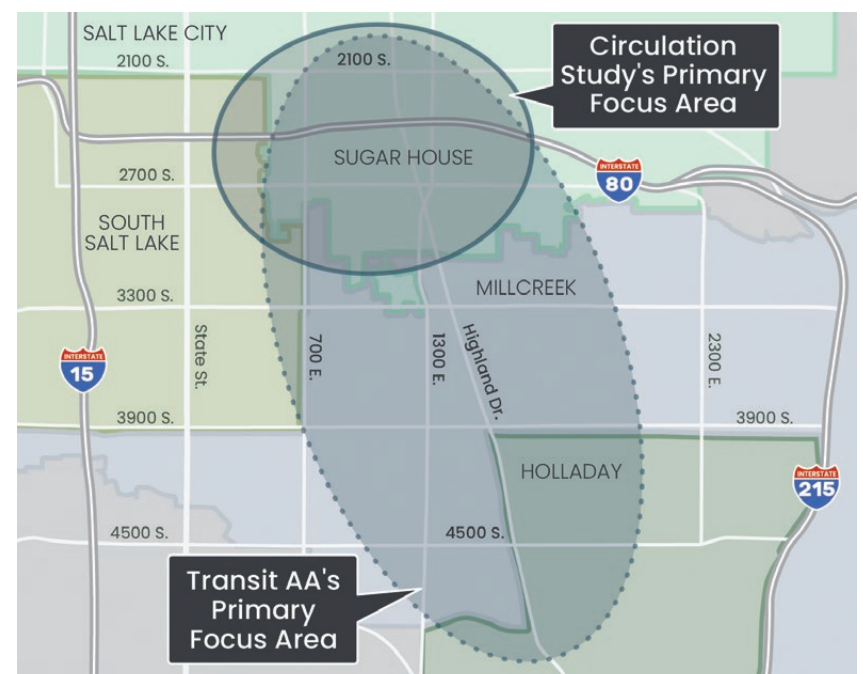 SALT LAKE CITY
2100 S.
2100 S.
Circulation
Study's Primary
Focus Area
SUGAR HOUSE
INTERSTATE
80
2700 S.
SOUTH
SALT LAKE
MILLCREEK
3300 S.
State St.
700 E.
1300 E.
Highland Dr.
2300 E.
INTERSTATE
15
3900 S.
3900 S.
HOLLADAY
INTERSTATE
215
4500 S.
4500 S.
Transit AA's
Primary
Focus Area